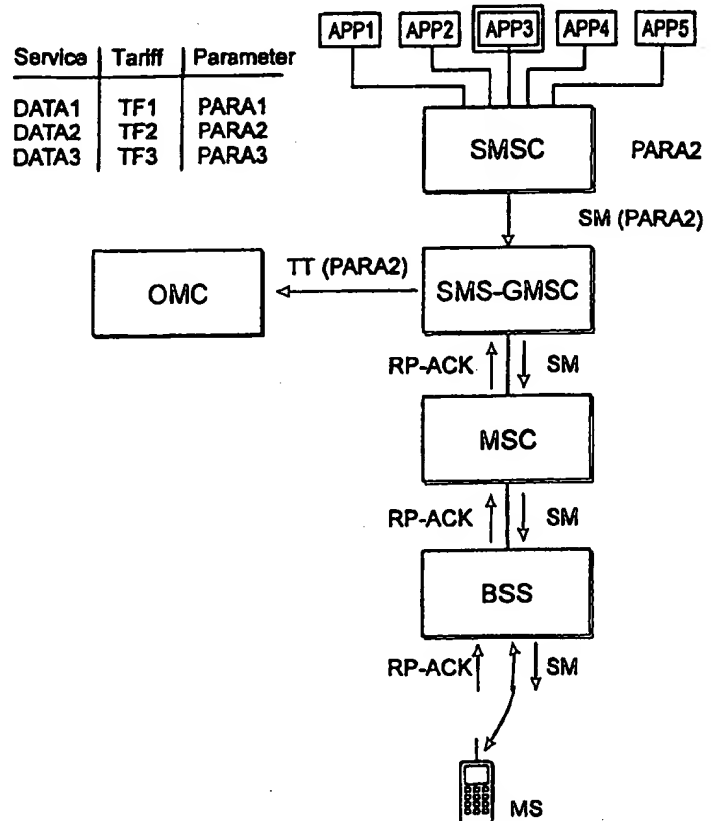 APP1 APP2 APP3 APP4 APP5
Service Tariff Parameter
DATA1 TF1 PARA1
DATA2 TF2 PARA2
DATA3 TF3 PARA3
SMSC PARA2
SM (PARA2)
TT (PARA2)
OMC SMS-GMSC
RP-ACK SM
MSC
RP-ACK SM
BSS
RP-ACK SM
MS